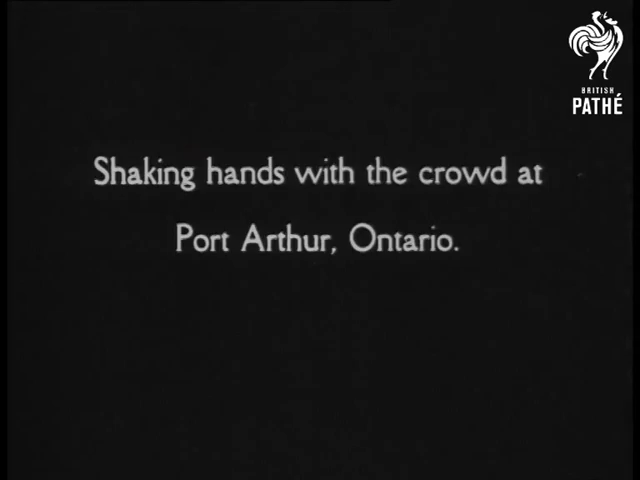 BRITISH
PATHÉ
Shaking hands with the crowd at
Port Arthur, Ontario.